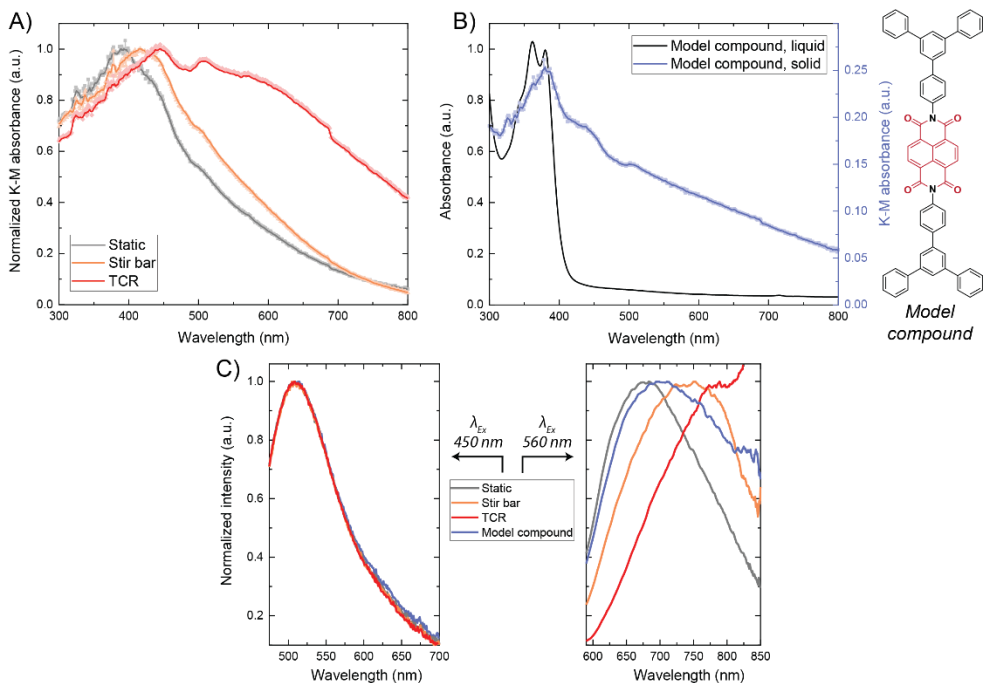 A)
Normalized K-M absorbance (a.u.)
1.0
0.8
0.6
0.4
0.2
0.0
Static
Stir bar
TCR
300 400 500 600 700 800
Wavelength (nm)
B)
Absorbance (a.u.)
1.0
0.8
0.6
0.4
0.2
0.0
Model compound, liquid
Model compound, solid
0.25
0.20
0.15
0.10
0.05
0.00
K-M absorbance (a.u.)
300 400 500 600 700 800
Wavelength (nm)
O N O
O N O
Model
compound
C)
Normalized intensity (a.u.)
1.0
0.8
0.6
0.4
0.2
500 550 600 650 700
Wavelength (nm)
λEx
450 nm
λEx
560 nm
Static
Stir bar
TCR
Model compound
600 650 700 750 800 850
Wavelength (nm)